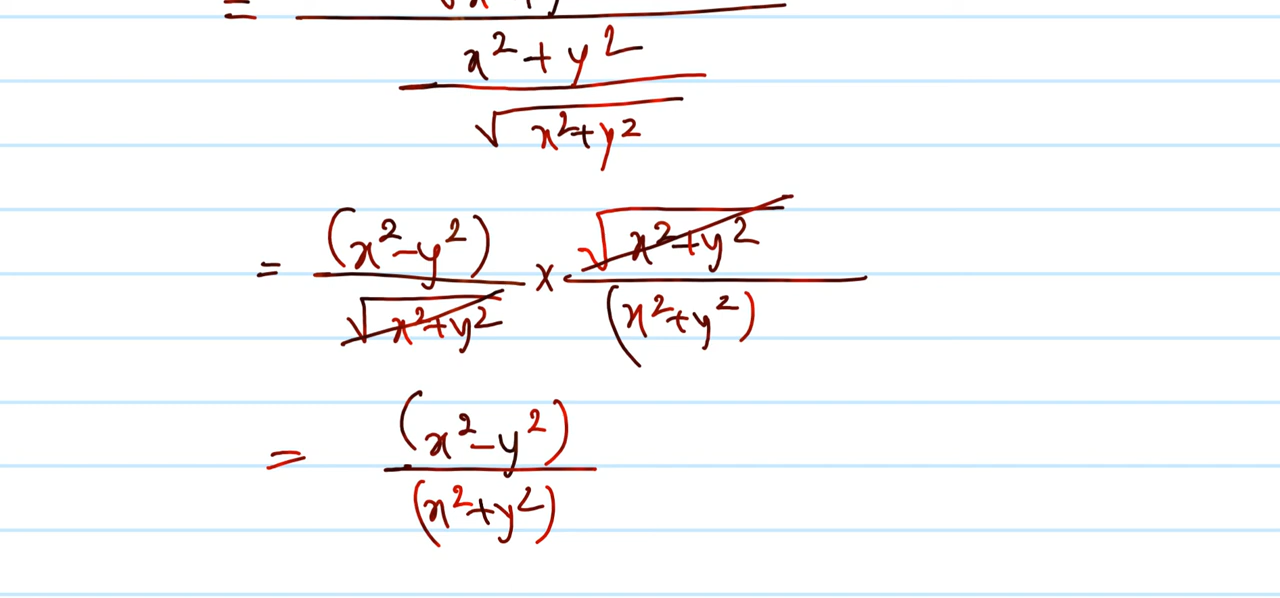 =
x² + y²
√x²+y²
= (x²-y²) / √x²+y² × √x²+y² / (x²+y²)
= (x²-y²) / (x²+y²)